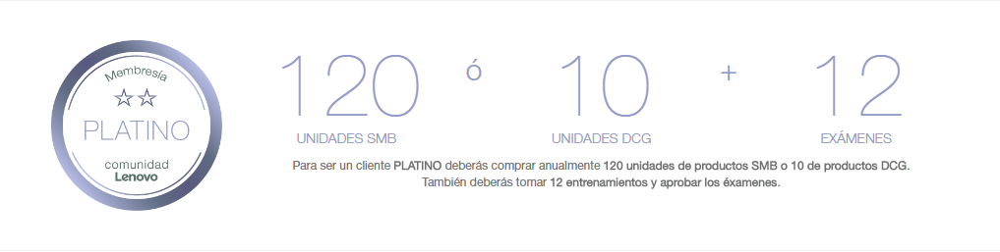 Membresía
PLATINO
comunidad
Lenovo
120 ó 10 + 12
UNIDADES SMB UNIDADES DCG EXÁMENES
Para ser un cliente PLATINO deberás comprar anualmente 120 unidades de productos SMB o 10 de productos DCG.
También deberás tomar 12 entrenamientos y aprobar los éxamenes.